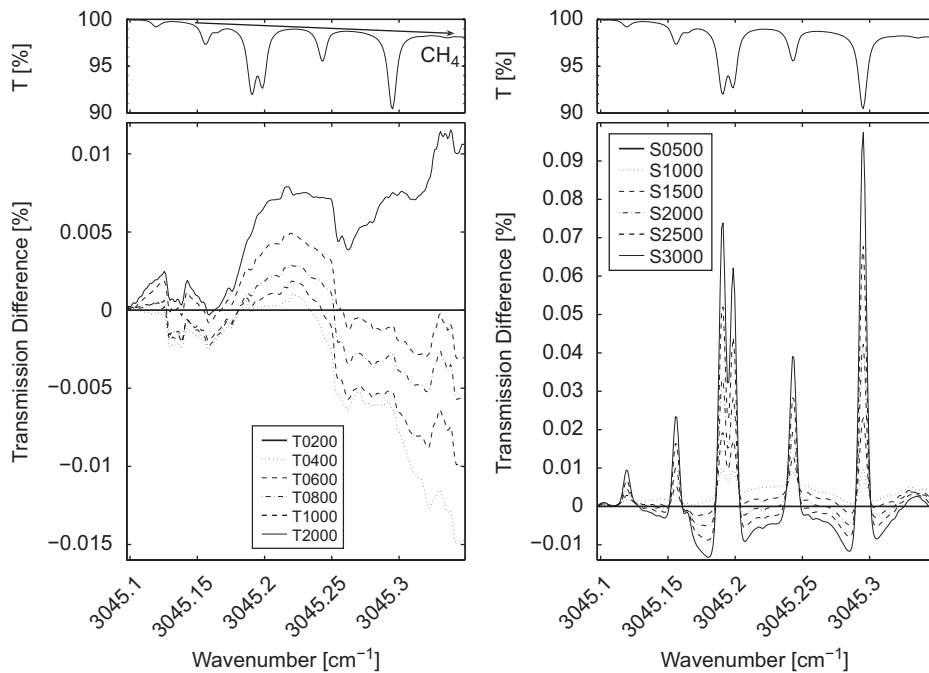 100
95
90
T [%]
CH4
0.01
0.005
0
−0.005
−0.01
−0.015
Transmission Difference [%]
T0200
T0400
T0600
T0800
T1000
T2000
3045.1
3045.15
3045.2
3045.25
3045.3
Wavenumber [cm−1]
100
95
90
T [%]
0.09
0.08
0.07
0.06
0.05
0.04
0.03
0.02
0.01
0
−0.01
Transmission Difference [%]
S0500
S1000
S1500
S2000
S2500
S3000
3045.1
3045.15
3045.2
3045.25
3045.3
Wavenumber [cm−1]